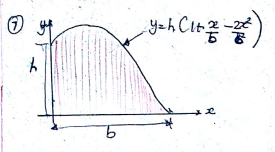 ⑦
y
y=h(1+x/b-2x²/b²)
h
x
b